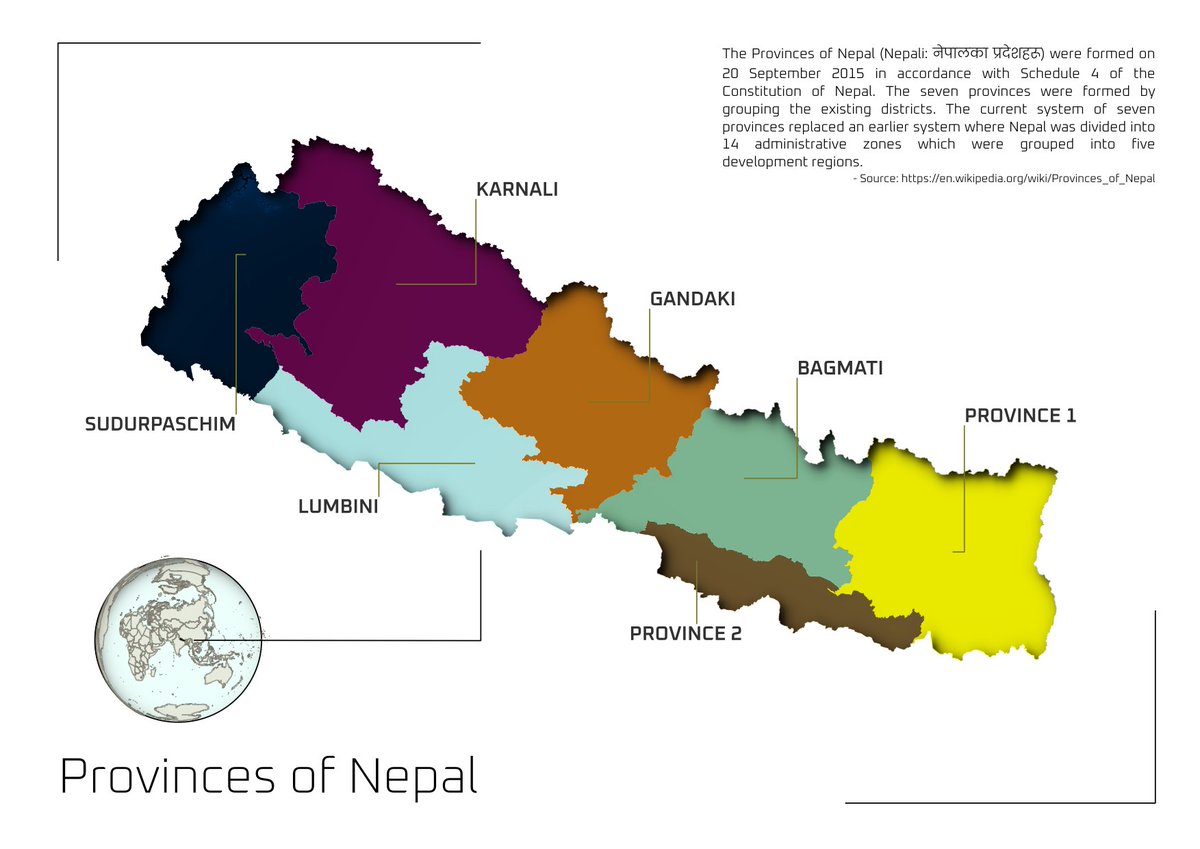 The Provinces of Nepal (Nepali: नेपालका प्रदेशहरू) were formed on
20 September 2015 in accordance with Schedule 4 of the
Constitution of Nepal. The seven provinces were formed by
grouping the existing districts. The current system of seven
provinces replaced an earlier system where Nepal was divided into
14 administrative zones which were grouped into five
development regions.
- Source: https://en.wikipedia.org/wiki/Provinces_of_Nepal
KARNALI
GANDAKI
BAGMATI
PROVINCE 1
SUDURPASCHIM
LUMBINI
PROVINCE 2
Provinces of Nepal